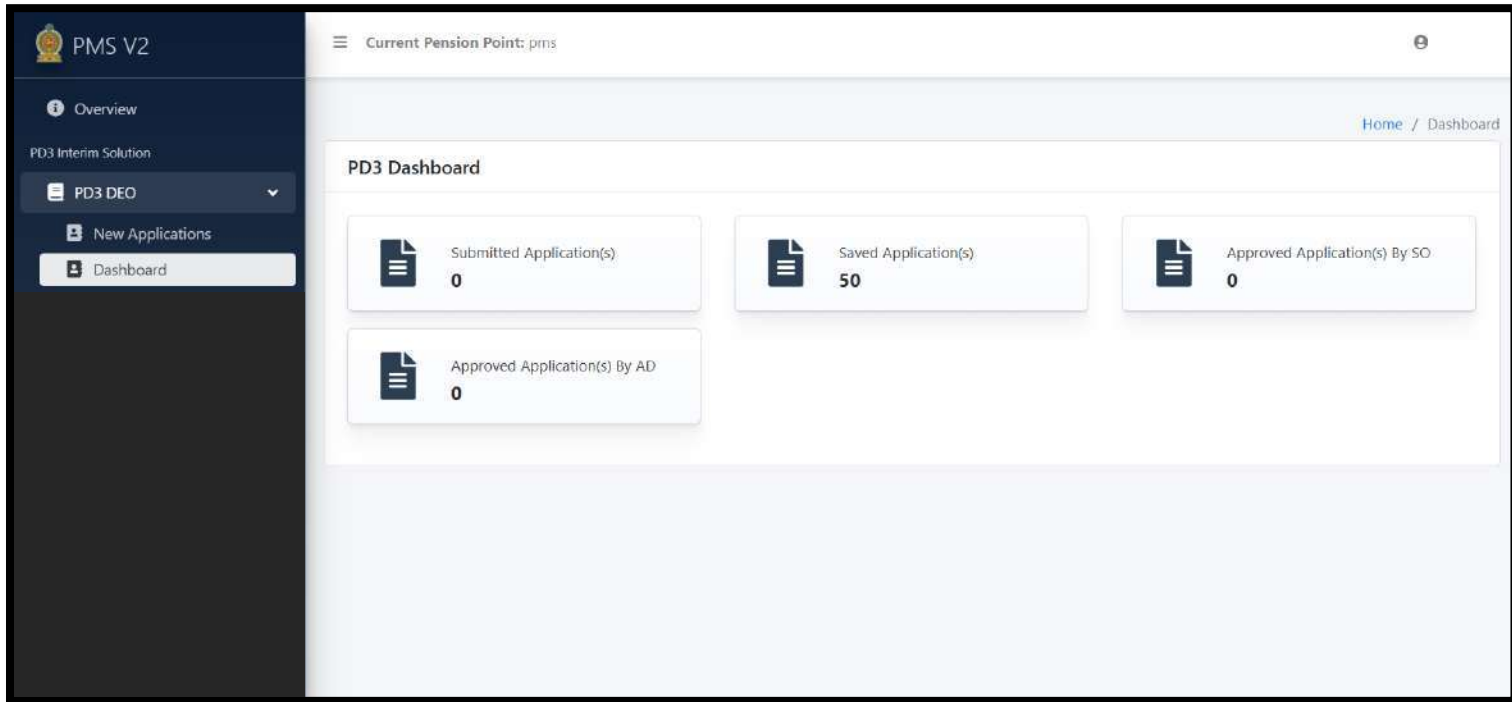 PMS V2
Current Pension Point: pms
Overview
Home / Dashboard
PD3 Interim Solution
PD3 Dashboard
PD3 DEO
New Applications
Dashboard
Submitted Application(s)
0
Saved Application(s)
50
Approved Application(s) By SO
0
Approved Application(s) By AD
0